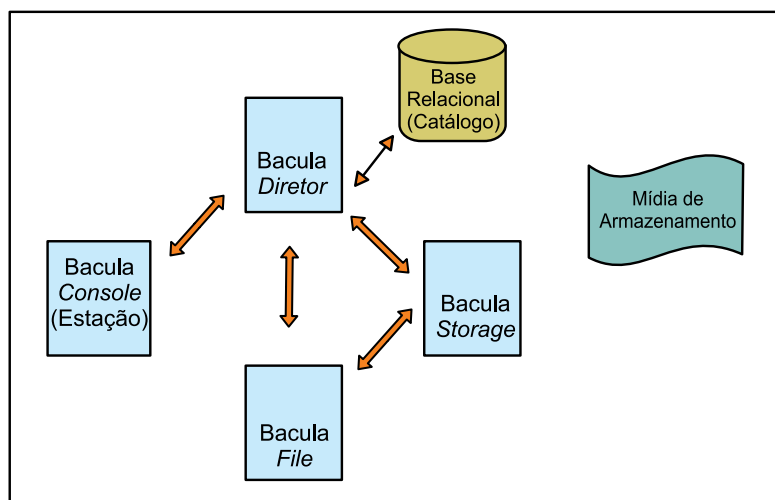 Base
Relacional
(Catálogo)
Bacula
Diretor
Mídia de
Armazenamento
Bacula
Console
(Estação)
Bacula
Storage
Bacula
File